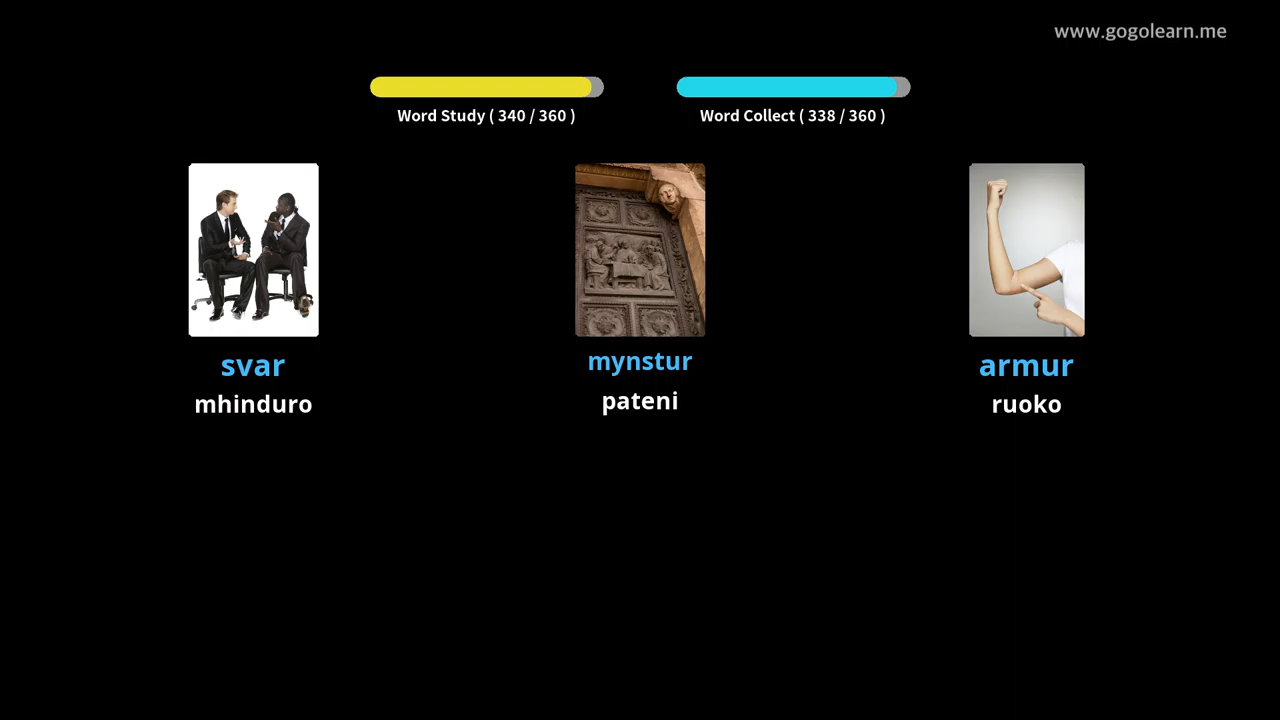 www.gogolearn.me
Word Study ( 340 / 360 )
Word Collect ( 338 / 360 )
svar
mynstur
armur
mhinduro
pateni
ruoko